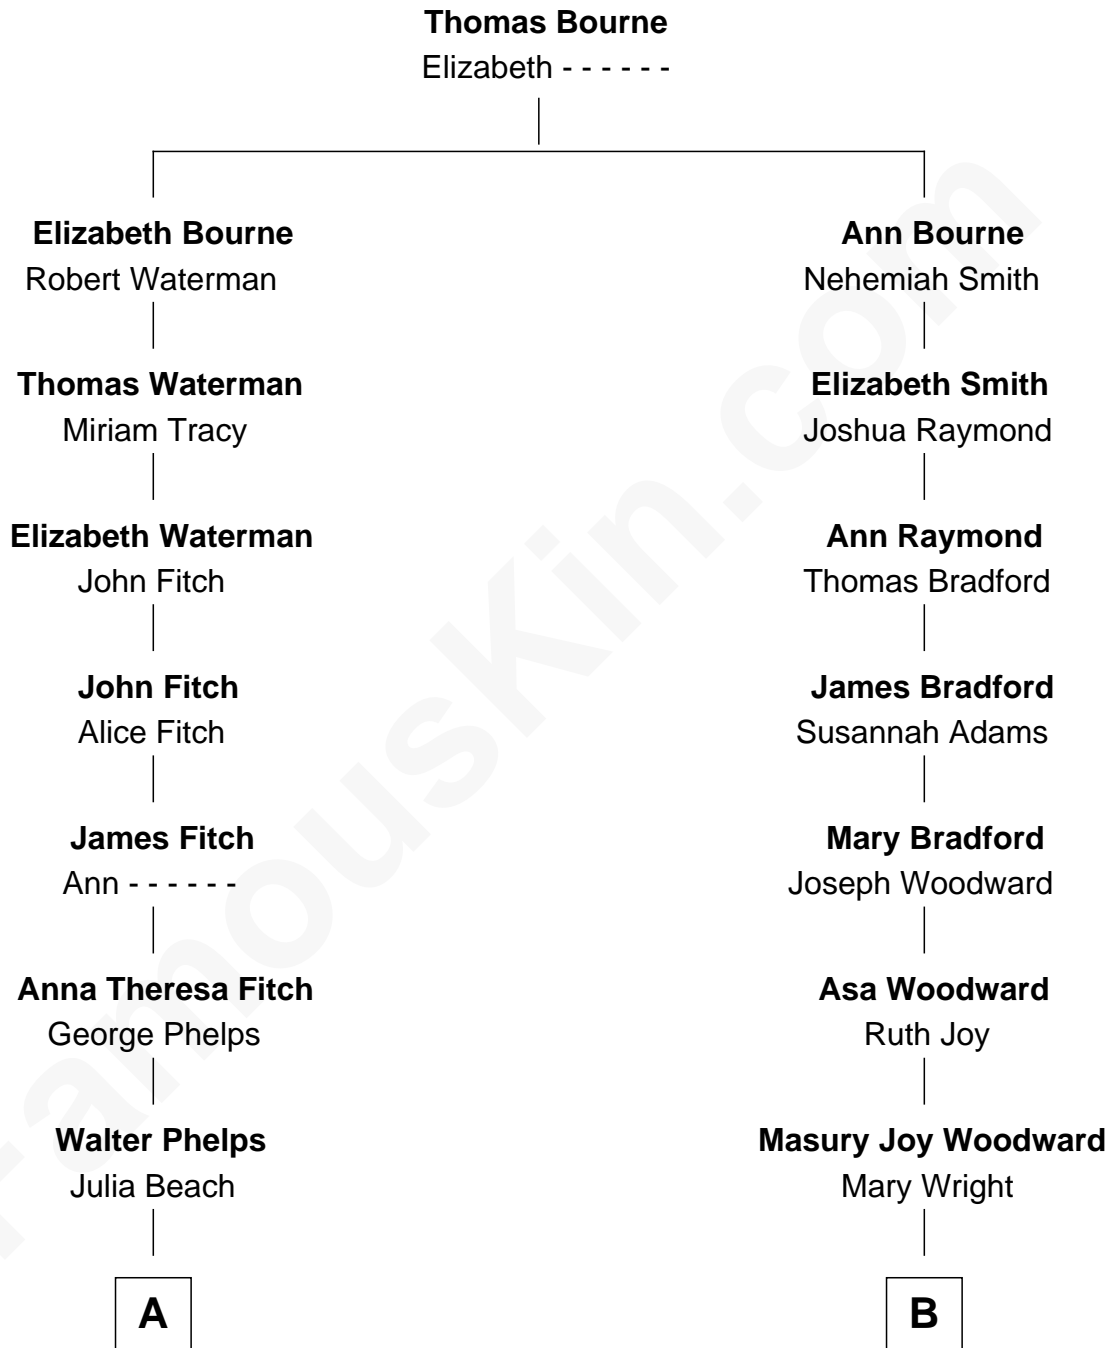 Thomas Bourne
Elizabeth - - - - - -
Elizabeth Bourne
Robert Waterman
Ann Bourne
Nehemiah Smith
Thomas Waterman
Miriam Tracy
Elizabeth Smith
Joshua Raymond
Elizabeth Waterman
John Fitch
Ann Raymond
Thomas Bradford
John Fitch
Alice Fitch
James Bradford
Susannah Adams
James Fitch
Ann - - - - - -
Mary Bradford
Joseph Woodward
Anna Theresa Fitch
George Phelps
Asa Woodward
Ruth Joy
Walter Phelps
Julia Beach
Masury Joy Woodward
Mary Wright
A
B
FamousKin.com